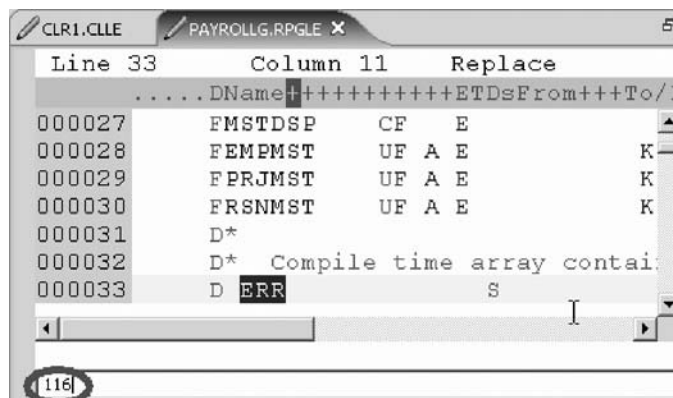 CLR1.CLLE PAYROLLG.RPGLE
Line 33 Column 11 Replace
.....DName+++++++++++ETDsFrom+++To/
000027 FMSTDSP CF E
000028 FEMPMST UF A E K
000029 FPRJMST UF A E K
000030 FRSNMST UF A E K
000031 D*
000032 D* Compile time array contai
000033 D ERR S
116